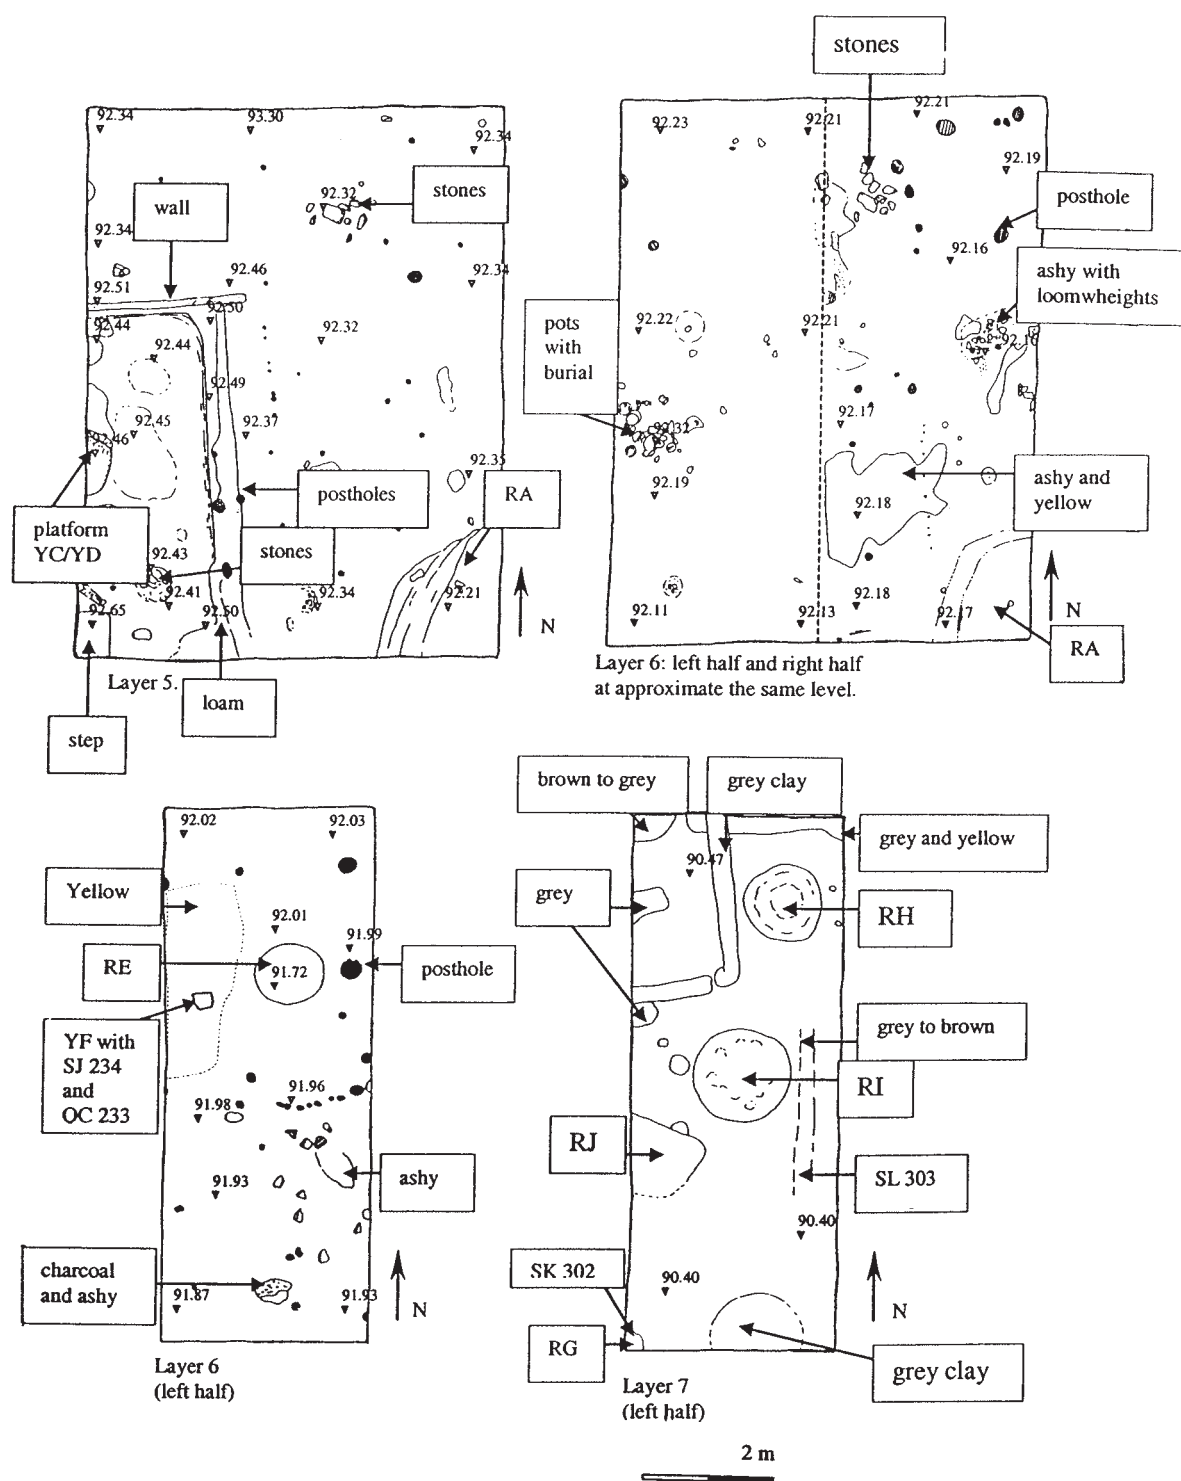 stones
92.34
93.30
92.34
92.21
92.23
92.21
92.19
wall
92.32
stones
posthole
92.34
92.46
92.34
92.16
92.51
92.50
ashy with
loomwheights
92.44
92.32
92.44
pots
with
burial
92.22
92.21
92.49
92.45
92.37
92.46
92.32
92.17
92.35
92.19
postholes
RA
ashy and
yellow
92.18
platform
YC/YD
stones
92.43
92.41
92.34
92.21
92.65
92.50
N
92.11
92.13
92.18
92.17
N
RA
Layer 5.
loam
step
Layer 6: left half and right half
at approximate the same level.
brown to grey
grey clay
92.02
92.03
grey and yellow
90.47
Yellow
grey
RH
92.01
91.99
RE
91.72
posthole
YF with
SJ 234
and
OC 233
grey to brown
RI
91.96
91.98
RJ
ashy
SL 303
91.93
90.40
SK 302
charcoal
and ashy
90.40
91.87
91.93
N
N
RG
grey clay
Layer 6
(left half)
Layer 7
(left half)
2 m